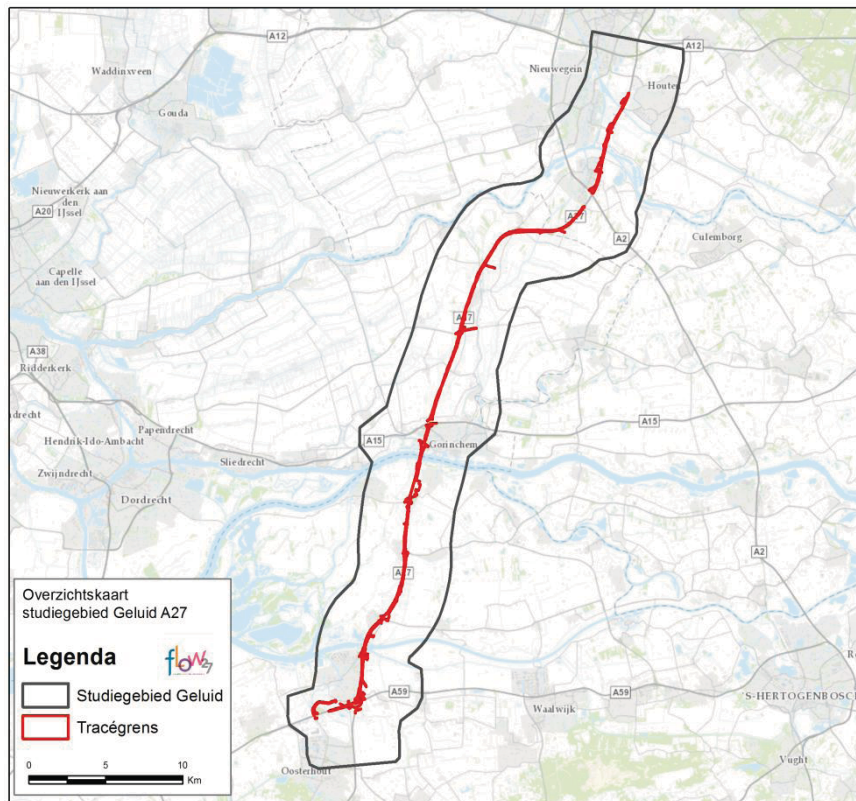 A12
A12
Waddinxveen
Nieuwegein
Houten
Gouda
Nieuwerkerk aan
den
IJssel
A20
A27
A2
Culemborg
Capelle
aan den IJssel
A27
A38
Ridderkerk
Papendrecht
A15
Hendrik-Ido-Ambacht
A15
Gorinchem
Sliedrecht
Zwijndrecht
Dordrecht
A2
A27
Overzichtskaart
studiegebied Geluid A27
Legenda
flow27
Studiegebied Geluid
A59
A59
'S-HERTOGENBOSCH
Waalwijk
Tracégrens
0 5 10
Km
Oosterhout
Vught